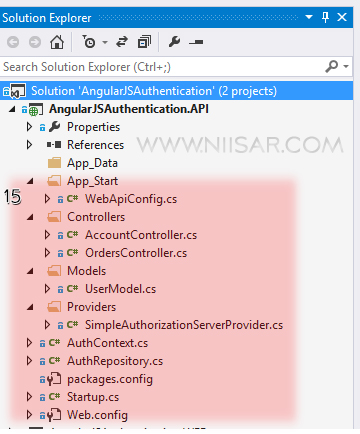 Solution Explorer
Search Solution Explorer (Ctrl+;)
Solution 'AngularJSAuthentication' (2 projects)
AngularJSAuthentication.API
Properties
References
WWW.NIISAR.COM
App_Data
App_Start
15
C# WebApiConfig.cs
Controllers
C# AccountController.cs
C# OrdersController.cs
Models
C# UserModel.cs
Providers
C# SimpleAuthorizationServerProvider.cs
C# AuthContext.cs
C# AuthRepository.cs
packages.config
C# Startup.cs
Web.config